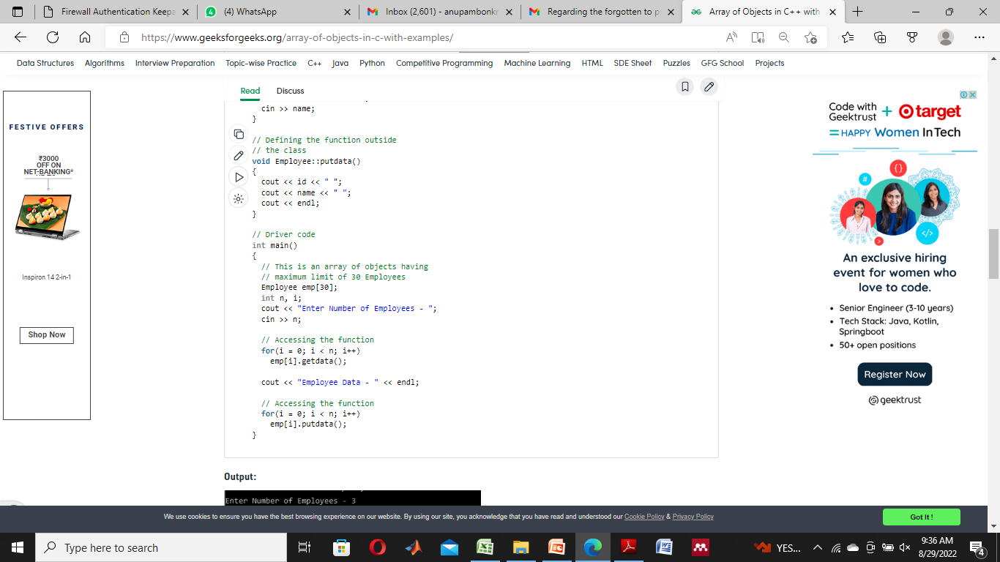 Firewall Authentication Keepa
(4) WhatsApp
Inbox (2,601) - anupambonkr
Regarding the forgotten to p
Array of Objects in C++ with
https://www.geeksforgeeks.org/array-of-objects-in-c-with-examples/
Data Structures Algorithms Interview Preparation Topic-wise Practice C++ Java Python Competitive Programming Machine Learning HTML SDE Sheet Puzzles GFG School Projects
Read Discuss
FESTIVE OFFERS
₹3000
OFF ON
NET-BANKING*
Inspiron 14 2-in-1
Shop Now
cin >> name;
}
// Defining the function outside
// the class
void Employee::putdata()
{
cout << id << " ";
cout << name << " ";
cout << endl;
}
// Driver code
int main()
{
// This is an array of objects having
// maximum limit of 30 Employees
Employee emp[30];
int n, i;
cout << "Enter Number of Employees - ";
cin >> n;
// Accessing the function
for(i = 0; i < n; i++)
emp[i].getdata();
cout << "Employee Data - " << endl;
// Accessing the function
for(i = 0; i < n; i++)
emp[i].putdata();
}
Output:
Enter Number of Employees - 3
Code with
Geektrust + target
= HAPPY Women In Tech
{}
#
</>
>
An exclusive hiring
event for women who
love to code.
• Senior Engineer (3-10 years)
• Tech Stack: Java, Kotlin,
Springboot
• 50+ open positions
Register Now
geektrust
We use cookies to ensure you have the best browsing experience on our website. By using our site, you acknowledge that you have read and understood our Cookie Policy & Privacy Policy
Got It !
Type here to search
YES...
9:36 AM
8/29/2022
4